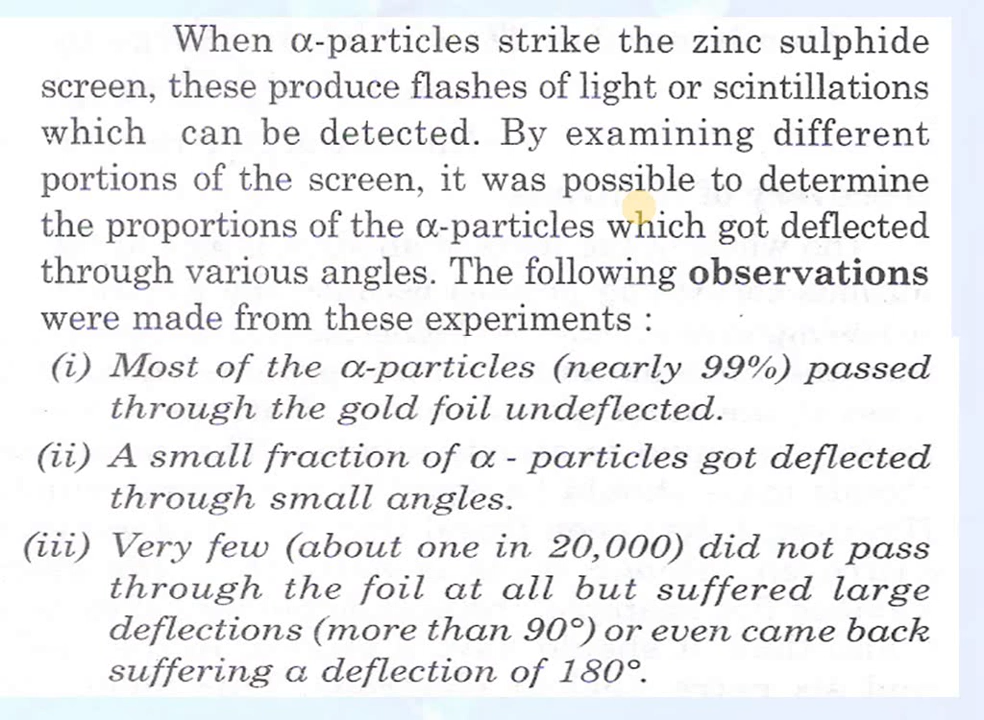 When α-particles strike the zinc sulphide
screen, these produce flashes of light or scintillations
which can be detected. By examining different
portions of the screen, it was possible to determine
the proportions of the α-particles which got deflected
through various angles. The following observations
were made from these experiments :
(i) Most of the α-particles (nearly 99%) passed
through the gold foil undeflected.
(ii) A small fraction of α - particles got deflected
through small angles.
(iii) Very few (about one in 20,000) did not pass
through the foil at all but suffered large
deflections (more than 90°) or even came back
suffering a deflection of 180°.